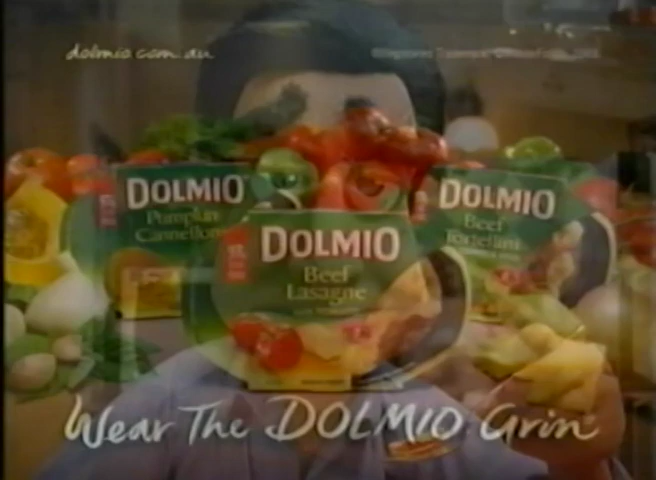 dolmio.com.au
DOLMIO
Pumpkin
Cannelloni
DOLMIO
Beef
Lasagne
DOLMIO
Beef
Tortellini
Wear The DOLMIO Grin